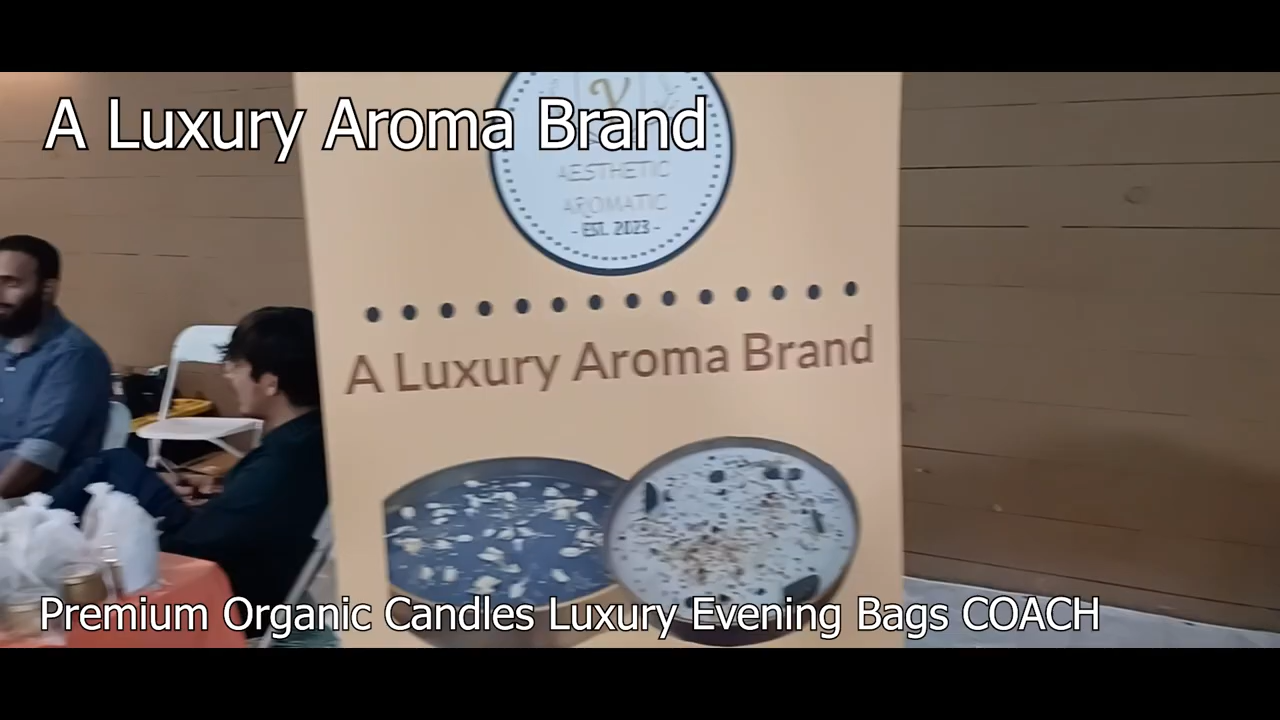 A Luxury Aroma Brand
V
AESTHETIC
AROMATIC
- EST. 2023 -
A Luxury Aroma Brand
Premium Organic Candles Luxury Evening Bags COACH